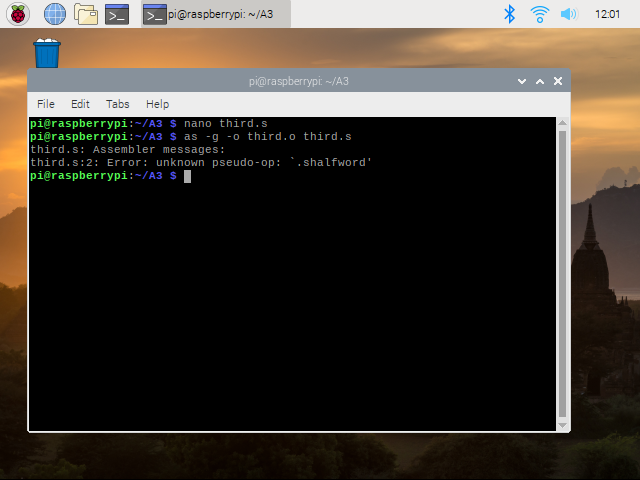 pi@raspberrypi: ~/A3
12:01
pi@raspberrypi: ~/A3
File Edit Tabs Help
pi@raspberrypi:~/A3 $ nano third.s
pi@raspberrypi:~/A3 $ as -g -o third.o third.s
third.s: Assembler messages:
third.s:2: Error: unknown pseudo-op: `.shalfword'
pi@raspberrypi:~/A3 $